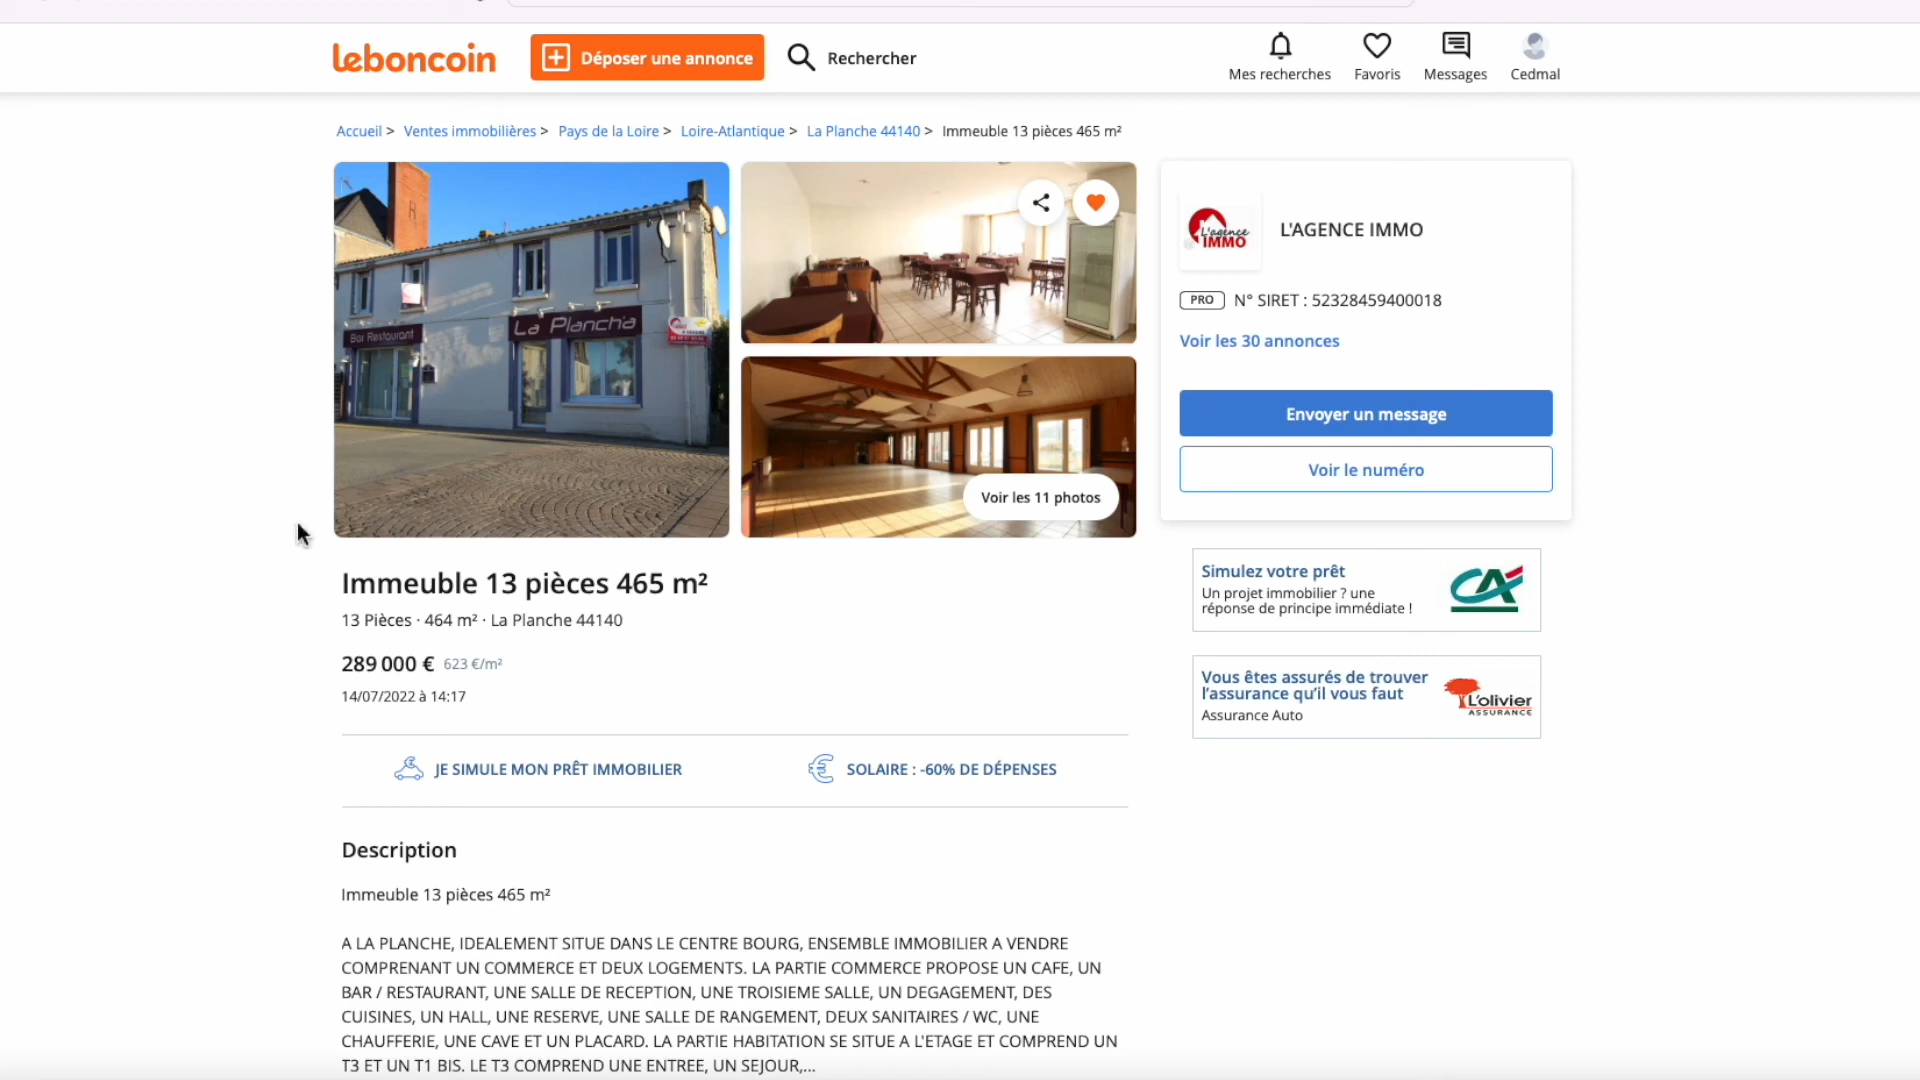 leboncoin
Déposer une annonce
Rechercher
Mes recherches
Favoris
Messages
Cedmal
Accueil > Ventes immobilières > Pays de la Loire > Loire-Atlantique > La Planche 44140 > Immeuble 13 pièces 465 m²
Bar Restaurant
La Planch'a
Voir les 11 photos
L'agence
IMMO
L'AGENCE IMMO
PRO N° SIRET : 52328459400018
Voir les 30 annonces
Envoyer un message
Voir le numéro
Simulez votre prêt
Un projet immobilier ? une
réponse de principe immédiate !
CA
Vous êtes assurés de trouver
l'assurance qu'il vous faut
Assurance Auto
L'olivier
ASSURANCE
Immeuble 13 pièces 465 m²
13 Pièces · 464 m² · La Planche 44140
289 000 € 623 €/m²
14/07/2022 à 14:17
JE SIMULE MON PRÊT IMMOBILIER
SOLAIRE : -60% DE DÉPENSES
Description
Immeuble 13 pièces 465 m²
A LA PLANCHE, IDEALEMENT SITUE DANS LE CENTRE BOURG, ENSEMBLE IMMOBILIER A VENDRE
COMPRENANT UN COMMERCE ET DEUX LOGEMENTS. LA PARTIE COMMERCE PROPOSE UN CAFE, UN
BAR / RESTAURANT, UNE SALLE DE RECEPTION, UNE TROISIEME SALLE, UN DEGAGEMENT, DES
CUISINES, UN HALL, UNE RESERVE, UNE SALLE DE RANGEMENT, DEUX SANITAIRES / WC, UNE
CHAUFFERIE, UNE CAVE ET UN PLACARD. LA PARTIE HABITATION SE SITUE A L'ETAGE ET COMPREND UN
T3 ET UN T1 BIS. LE T3 COMPREND UNE ENTREE, UN SEJOUR,...